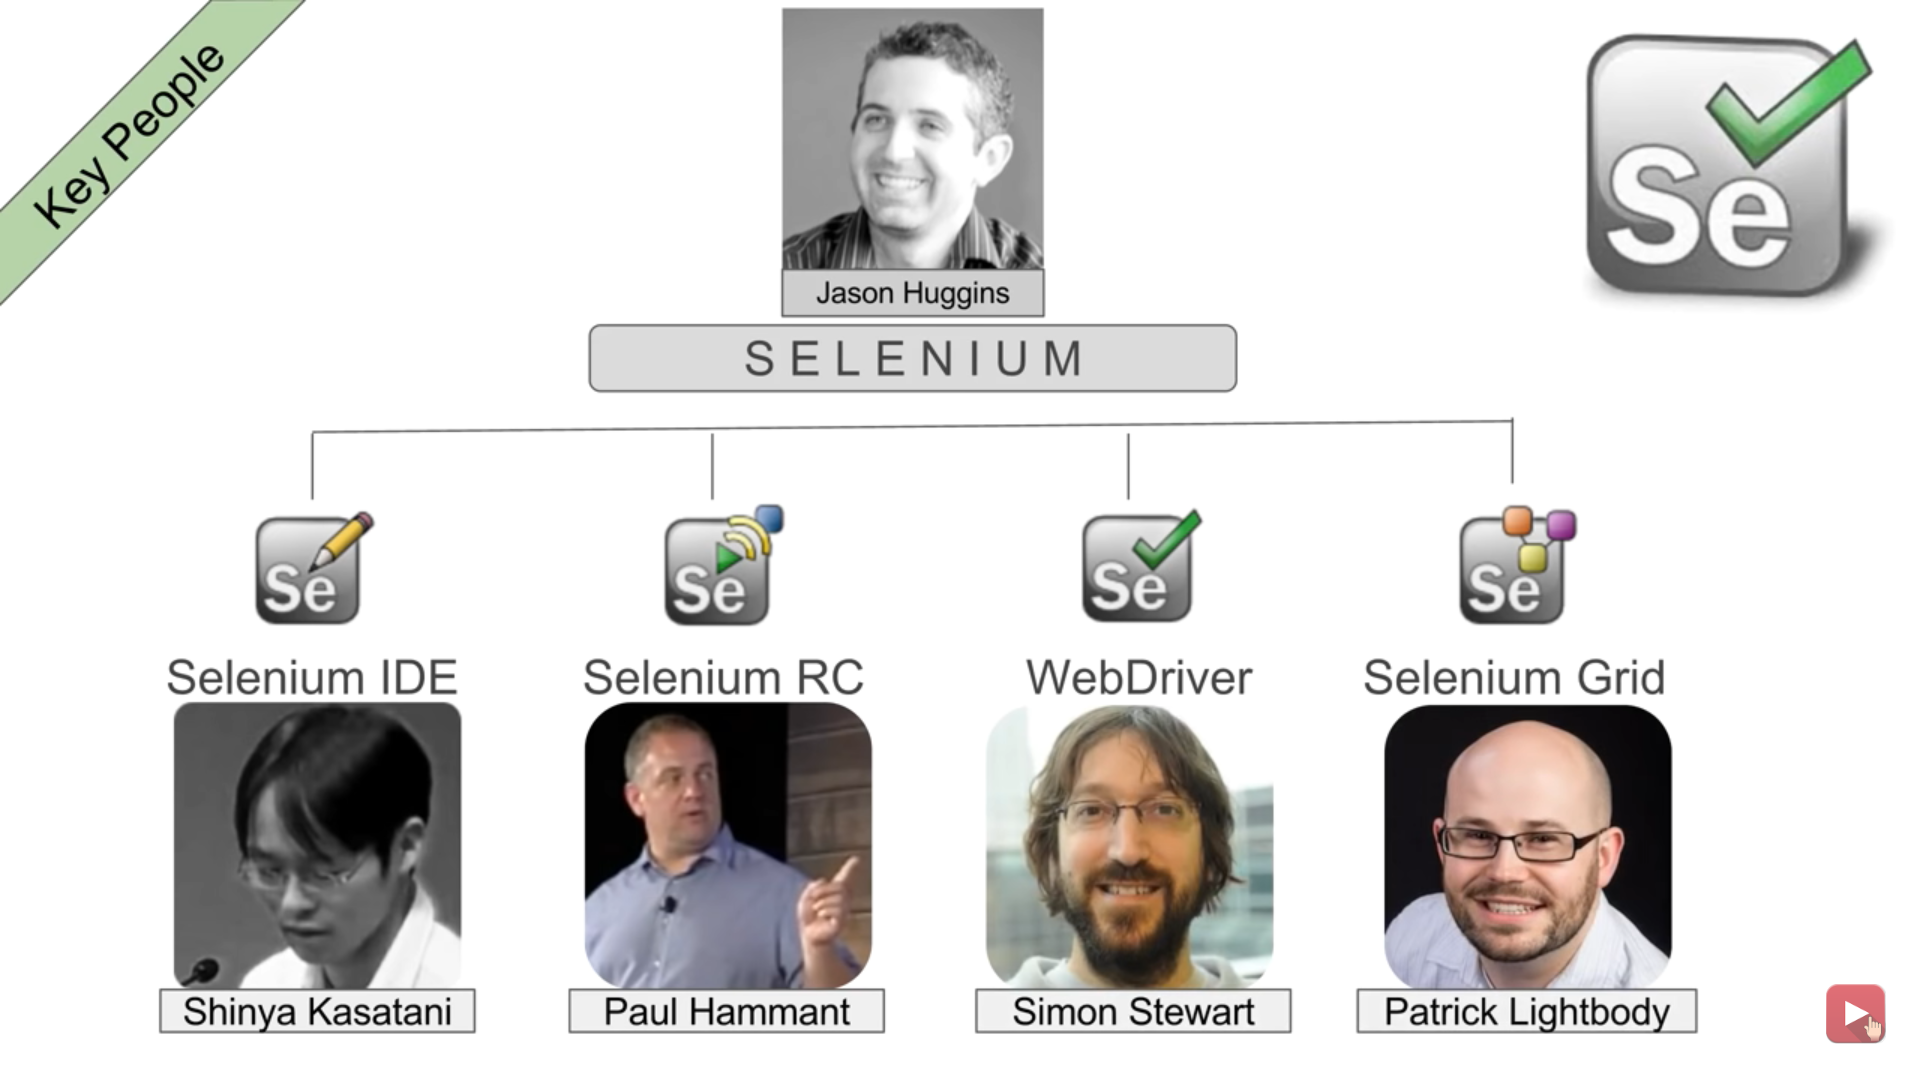 Key People
Se
Jason Huggins
SELENIUM
Se
Se
Se
Se
Selenium IDE
Selenium RC
WebDriver
Selenium Grid
Shinya Kasatani
Paul Hammant
Simon Stewart
Patrick Lightbody